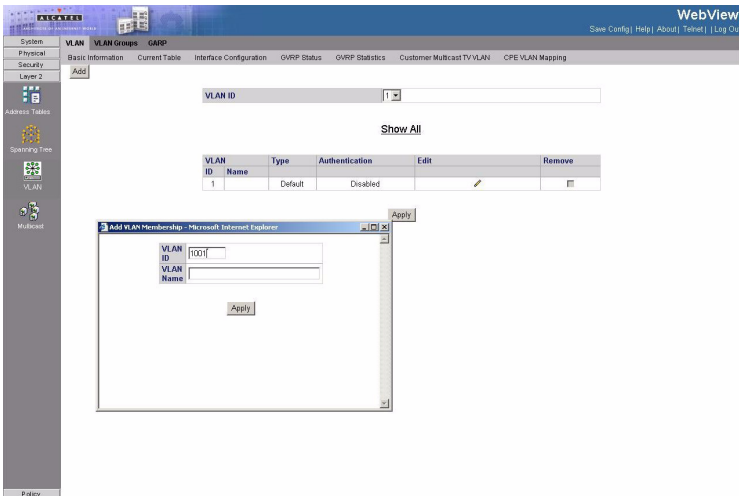 ALCATEL
WebView
Save Config| Help| About| Telnet| | Log Ou
System
Physical
Security
Layer 2
Address Tables
Spanning Tree
VLAN
Multicast
Policy
VLAN VLAN Groups GARP
Basic Information Current Table Interface Configuration GVRP Status GVRP Statistics Customer Multicast TV VLAN CPE VLAN Mapping
Add
VLAN ID 1
Show All
VLAN Type Authentication Edit Remove
ID Name
1 Default Disabled
Apply
Add VLAN Membership - Microsoft Internet Explorer
VLAN ID 1001
VLAN Name
Apply